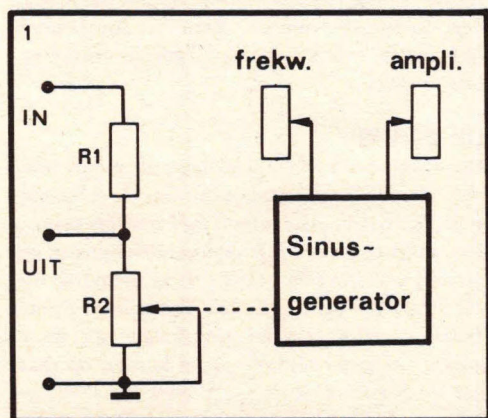 1
frekw.
ampli.
IN
R1
UIT
R2
Sinus~
generator